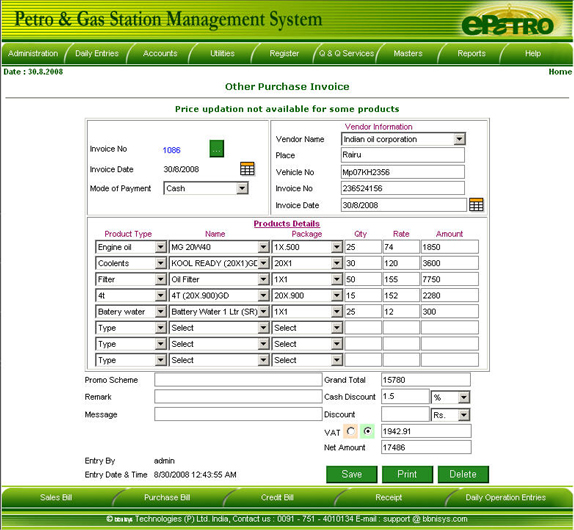 Petro & Gas Station Management System
ePetro
Administration Daily Entries Accounts Utilities Register Q & Q Services Masters Reports Help
Date : 30.8.2008 Home
Other Purchase Invoice
Price updation not available for some products
Vendor Information
Invoice No 1086 ...
Invoice Date 30/8/2008
Mode of Payment Cash
Vendor Name Indian oil corporation
Place Rairu
Vehicle No Mp07KH2356
Invoice No 236524156
Invoice Date 30/8/2008
Products Details
Product Type Name Package Qty Rate Amount
Engine oil MG 20W40 1X.500 25 74 1850
Coolents KOOL READY (20X1)GD 20X1 30 120 3600
Filter Oil Filter 1X1 50 155 7750
4t 4T (20X.900)GD 20X.900 15 152 2280
Batery water Battery Water 1 Ltr (SR) 1X1 25 12 300
Type Select Select
Type Select Select
Type Select Select
Promo Scheme Grand Total 15780
Remark Cash Discount 1.5 %
Message Discount Rs.
VAT 1942.91
Net Amount 17486
Entry By admin
Entry Date & Time 8/30/2008 12:43:55 AM
Save Print Delete
Sales Bill Purchase Bill Credit Bill Receipt Daily Operation Entries
© bbnisys Technologies (P) Ltd. India, Contact us : 0091 - 751 - 4010134 E-mail : support @ bbnisys.com